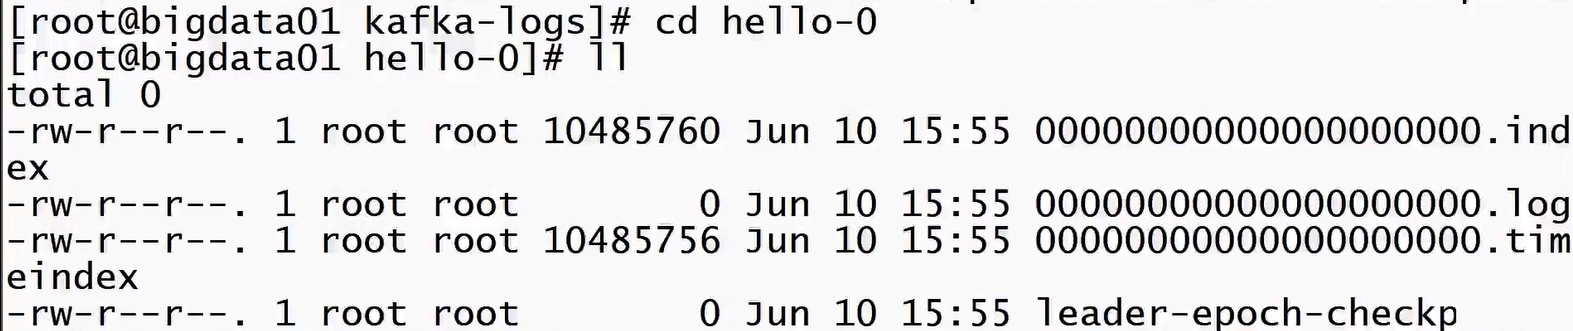 [root@bigdata01 kafka-logs]# cd hello-0
[root@bigdata01 hello-0]# ll
total 0
-rw-r--r--. 1 root root 10485760 Jun 10 15:55 00000000000000000000.ind
ex
-rw-r--r--. 1 root root        0 Jun 10 15:55 00000000000000000000.log
-rw-r--r--. 1 root root 10485756 Jun 10 15:55 00000000000000000000.tim
eindex
-rw-r--r--. 1 root root        0 Jun 10 15:55 leader-epoch-checkp